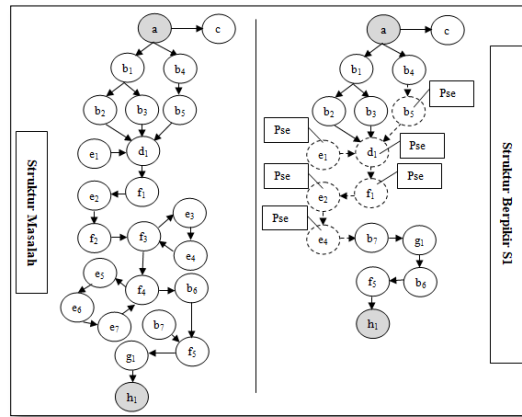 a
c
b1
b4
b2
b3
b5
e1
d1
e2
f1
f2
f3
e3
e4
e5
f4
b6
e6
e7
b7
g1
f5
h1
Struktur Masalah
a
c
b1
b4
Pse
b2
b3
b5
Pse
Pse
e1
d1
Pse
Pse
e2
f1
Pse
e4
b7
g1
f5
b6
h1
Struktur Berpikir S1